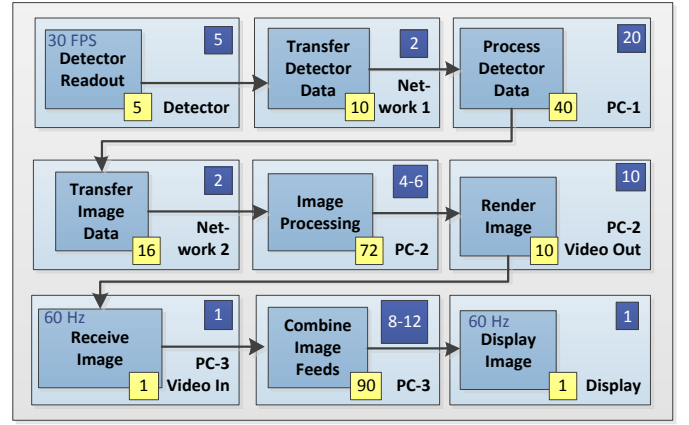 30 FPS
5
Detector
Readout
5
Detector
Transfer
Detector
Data
2
10
Net-
work 1
Process
Detector
Data
20
40
PC-1
Transfer
Image
Data
2
16
Net-
work 2
Image
Processing
4-6
72
PC-2
Render
Image
10
10
PC-2
Video Out
60 Hz
Receive
Image
1
1
PC-3
Video In
Combine
Image
Feeds
8-12
90
PC-3
60 Hz
Display
Image
1
1
Display